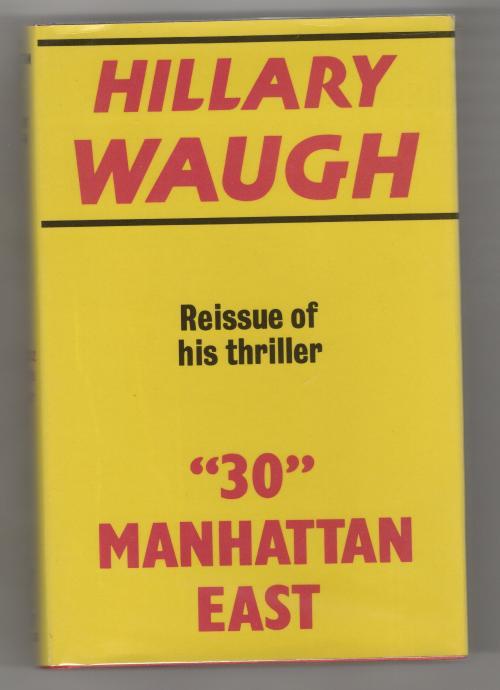 HILLARY
WAUGH
Reissue of
his thriller
“30”
MANHATTAN
EAST